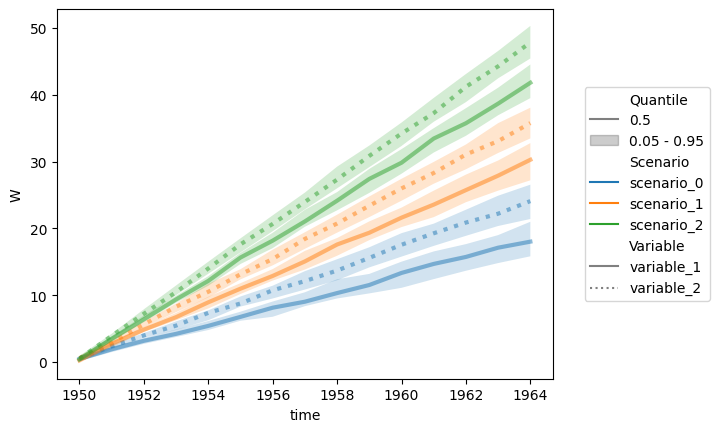 50
40
30
20
10
0
W
1950 1952 1954 1956 1958 1960 1962 1964
time
Quantile
0.5
0.05 - 0.95
Scenario
scenario_0
scenario_1
scenario_2
Variable
variable_1
variable_2